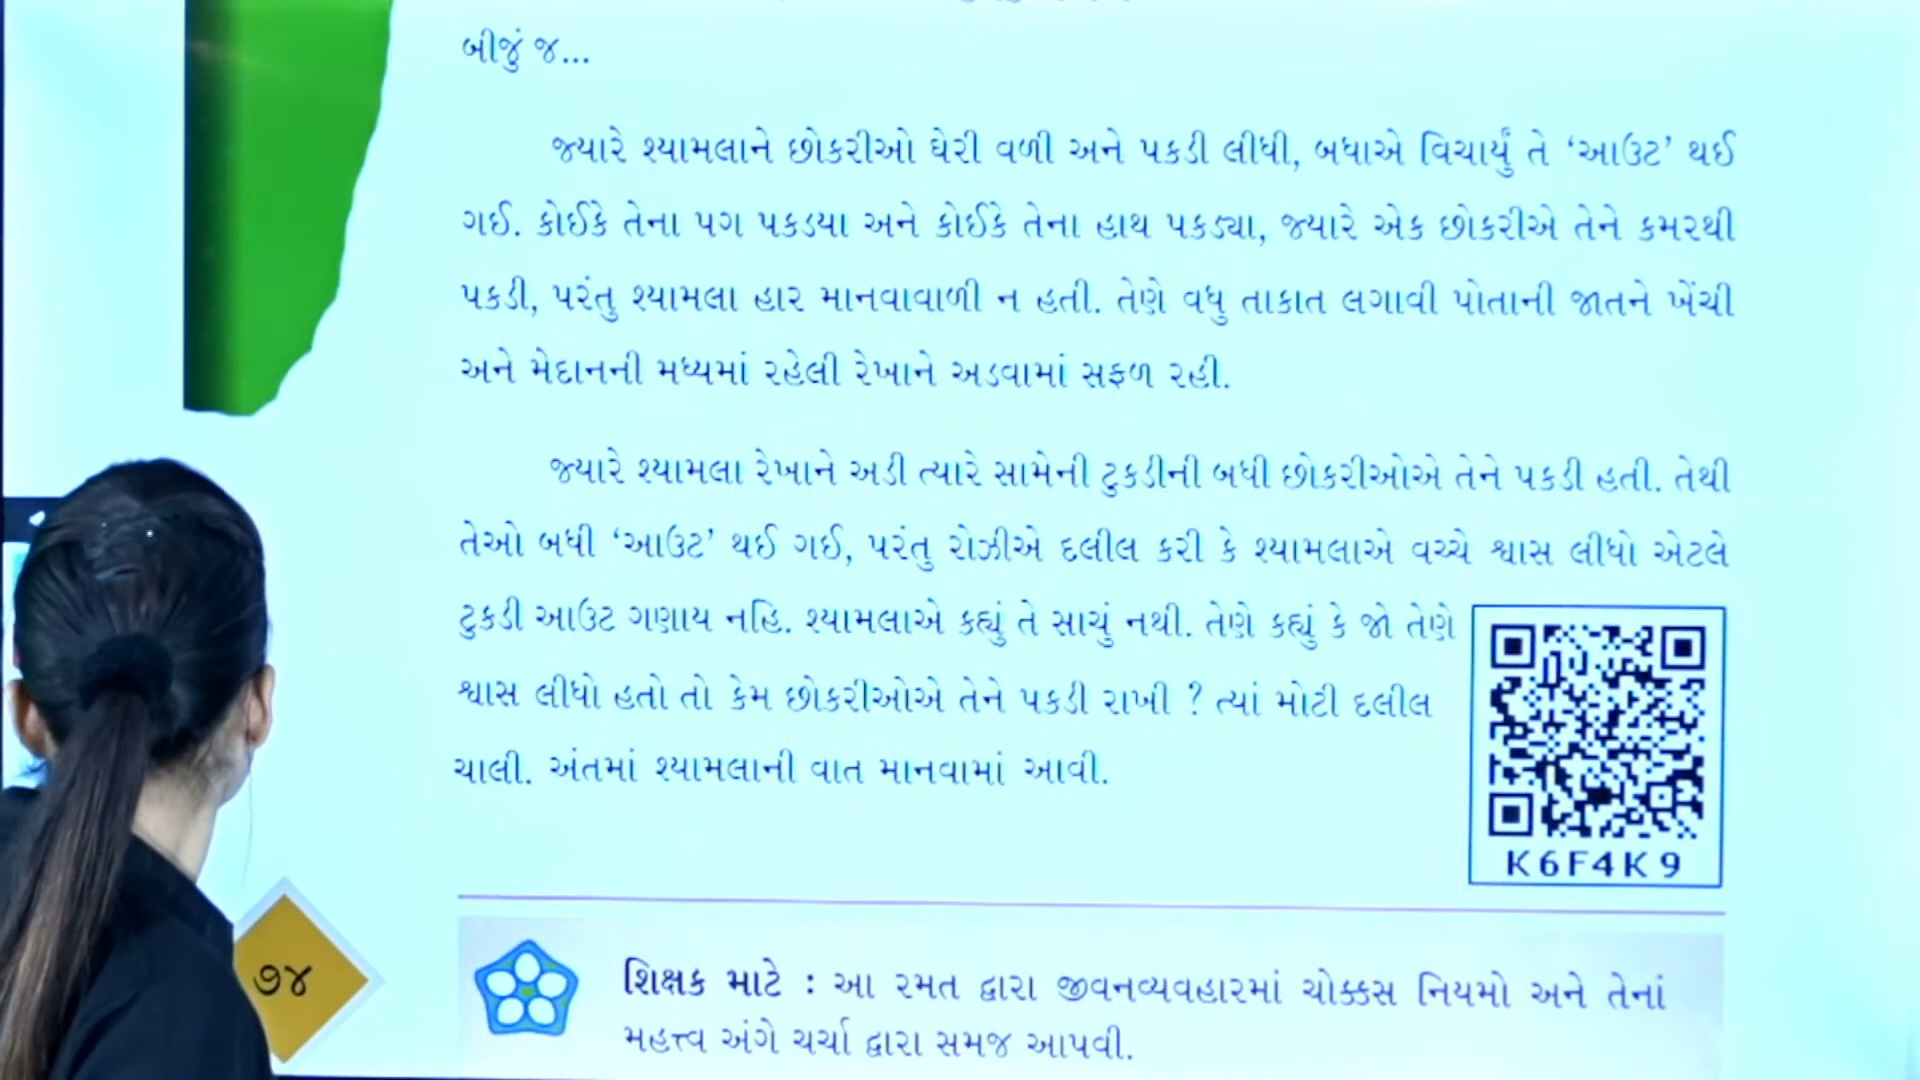 બીજું જ...
જ્યારે શ્યામલાને છોકરીઓ ઘેરી વળી અને પકડી લીધી, બધાએ વિચાર્યું તે ‘આઉટ’ થઈ
ગઈ. કોઈકે તેના પગ પકડયા અને કોઈકે તેના હાથ પકડ્યા, જ્યારે એક છોકરીએ તેને કમરથી
પકડી, પરંતુ શ્યામલા હાર માનવાવાળી ન હતી. તેણે વધુ તાકાત લગાવી પોતાની જાતને ખેંચી
અને મેદાનની મધ્યમાં રહેલી રેખાને અડવામાં સફળ રહી.
જ્યારે શ્યામલા રેખાને અડી ત્યારે સામેની ટુકડીની બધી છોકરીઓએ તેને પકડી હતી. તેથી
તેઓ બધી ‘આઉટ’ થઈ ગઈ, પરંતુ રોઝીએ દલીલ કરી કે શ્યામલાએ વચ્ચે શ્વાસ લીધો એટલે
ટુકડી આઉટ ગણાય નહિ. શ્યામલાએ કહ્યું તે સાચું નથી. તેણે કહ્યું કે જો તેણે
શ્વાસ લીધો હતો તો કેમ છોકરીઓએ તેને પકડી રાખી ? ત્યાં મોટી દલીલ
ચાલી. અંતમાં શ્યામલાની વાત માનવામાં આવી.
K6F4K9
શિક્ષક માટે : આ રમત દ્વારા જીવનવ્યવહારમાં ચોક્કસ નિયમો અને તેનાં
મહત્ત્વ અંગે ચર્ચા દ્વારા સમજ આપવી.
૭૪